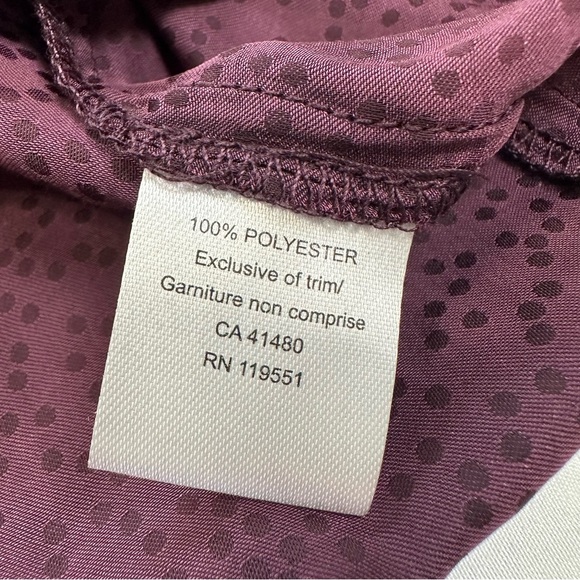 100% POLYESTER
Exclusive of trim/
Garniture non comprise
CA 41480
RN 119551